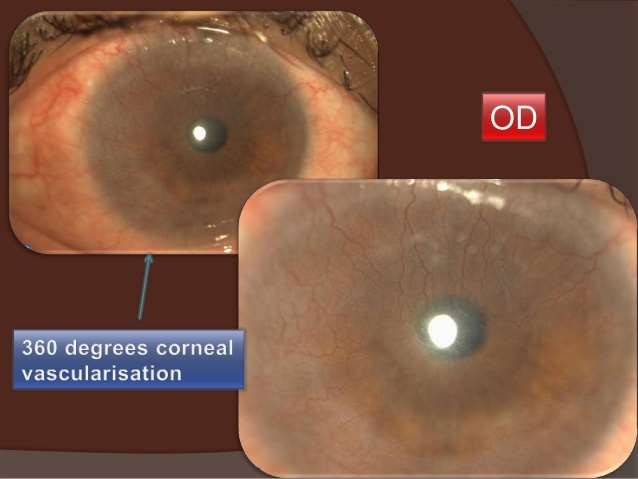 OD
360 degrees corneal
vascularisation